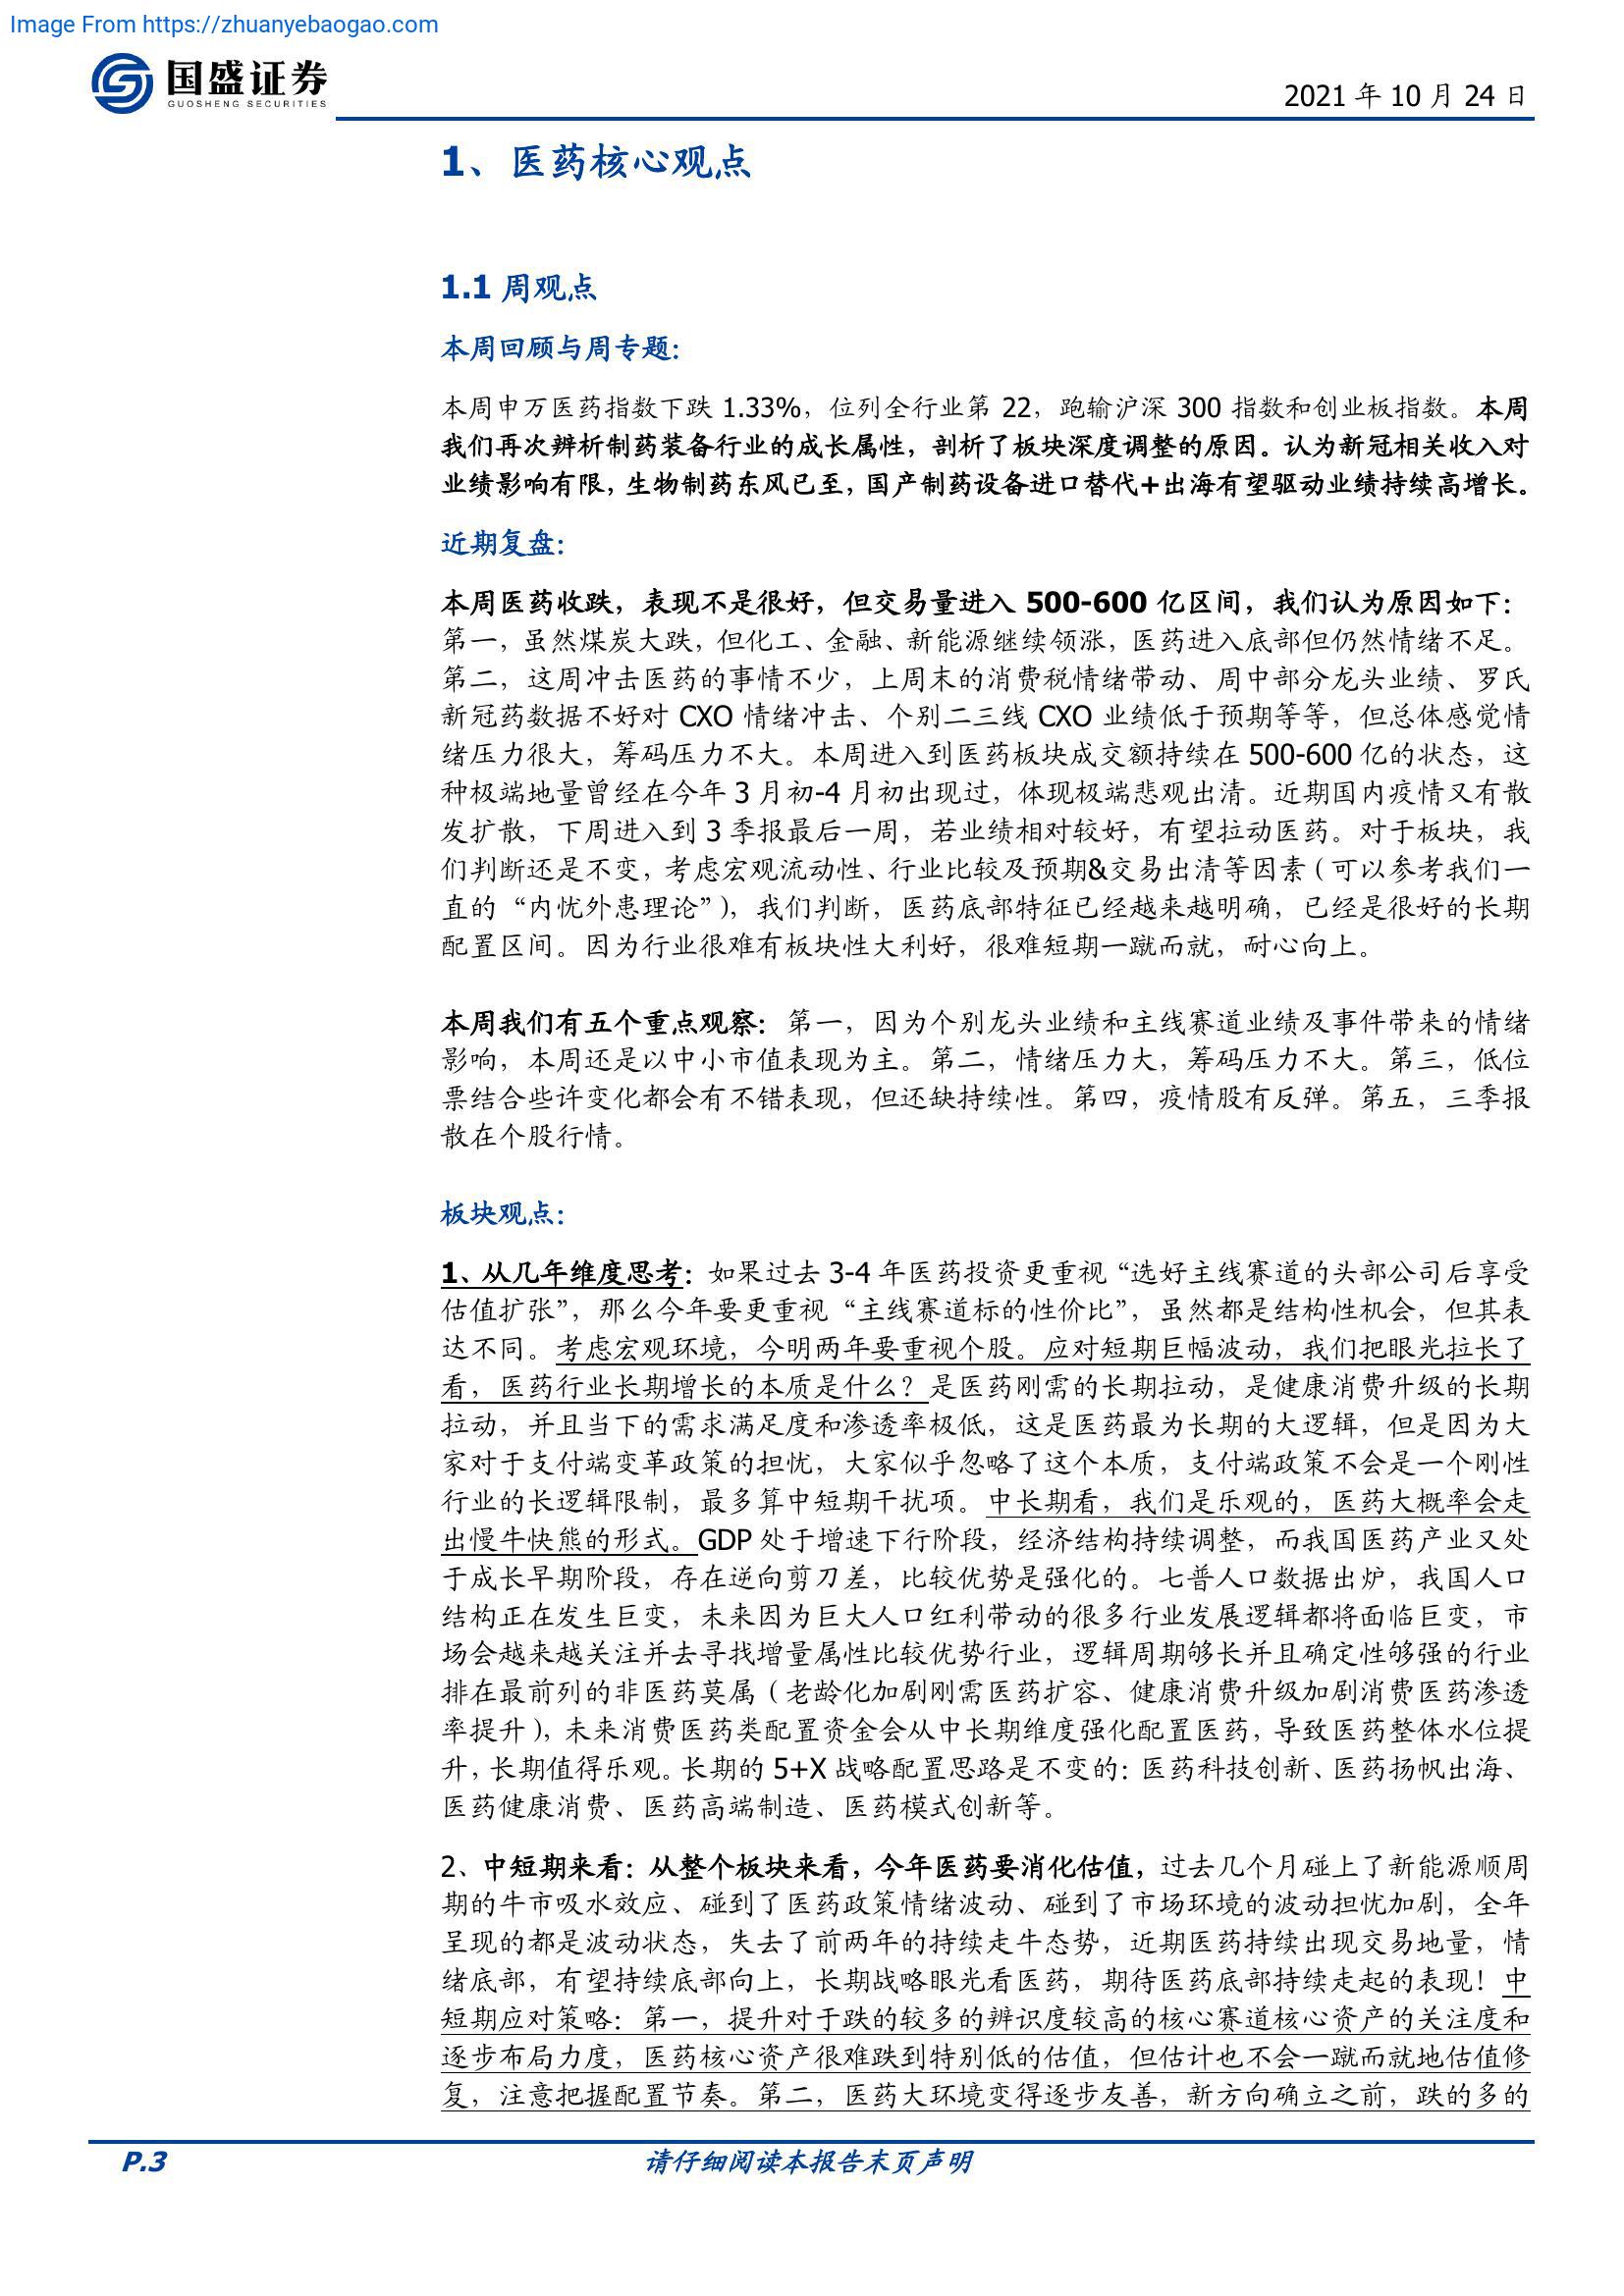 Image From https://zhuanyebaogao.com
国盛证券
GUOSHENG SECURITIES
2021 年 10 月 24 日
1、医药核心观点
1.1 周观点
本周回顾与周专题：
本周申万医药指数下跌 1.33%，位列全行业第 22，跑输沪深 300 指数和创业板指数。本周
我们再次辨析制药装备行业的成长属性，剖析了板块深度调整的原因。认为新冠相关收入对
业绩影响有限，生物制药东风已至，国产制药设备进口替代+出海有望驱动业绩持续高增长。
近期复盘：
本周医药收跌，表现不是很好，但交易量进入 500-600 亿区间，我们认为原因如下：
第一，虽然煤炭大跌，但化工、金融、新能源继续领涨，医药进入底部但仍然情绪不足。
第二，这周冲击医药的事情不少，上周末的消费税情绪带动、周中部分龙头业绩、罗氏
新冠药数据不好对 CXO 情绪冲击、个别二三线 CXO 业绩低于预期等等，但总体感觉情
绪压力很大，筹码压力不大。本周进入到医药板块成交额持续在 500-600 亿的状态，这
种极端地量曾经在今年 3 月初-4 月初出现过，体现极端悲观出清。近期国内疫情又有散
发扩散，下周进入到 3 季报最后一周，若业绩相对较好，有望拉动医药。对于板块，我
们判断还是不变，考虑宏观流动性、行业比较及预期&交易出清等因素（可以参考我们一
直的“内忧外患理论”），我们判断，医药底部特征已经越来越明确，已经是很好的长期
配置区间。因为行业很难有板块性大利好，很难短期一蹴而就，耐心向上。
本周我们有五个重点观察：第一，因为个别龙头业绩和主线赛道业绩及事件带来的情绪
影响，本周还是以中小市值表现为主。第二，情绪压力大，筹码压力不大。第三，低位
票结合些许变化都会有不错表现，但还缺持续性。第四，疫情股有反弹。第五，三季报
散在个股行情。
板块观点：
1、从几年维度思考：如果过去 3-4 年医药投资更重视“选好主线赛道的头部公司后享受
估值扩张”，那么今年要更重视“主线赛道标的性价比”，虽然都是结构性机会，但其表
达不同。考虑宏观环境，今明两年要重视个股。应对短期巨幅波动，我们把眼光拉长了
看，医药行业长期增长的本质是什么？是医药刚需的长期拉动，是健康消费升级的长期
拉动，并且当下的需求满足度和渗透率极低，这是医药最为长期的大逻辑，但是因为大
家对于支付端变革政策的担忧，大家似乎忽略了这个本质，支付端政策不会是一个刚性
行业的长逻辑限制，最多算中短期干扰项。中长期看，我们是乐观的，医药大概率会走
出慢牛快熊的形式。GDP 处于增速下行阶段，经济结构持续调整，而我国医药产业又处
于成长早期阶段，存在逆向剪刀差，比较优势是强化的。七普人口数据出炉，我国人口
结构正在发生巨变，未来因为巨大人口红利带动的很多行业发展逻辑都将面临巨变，市
场会越来越关注并去寻找增量属性比较优势行业，逻辑周期够长并且确定性够强的行业
排在最前列的非医药莫属（老龄化加剧刚需医药扩容、健康消费升级加剧消费医药渗透
率提升），未来消费医药类配置资金会从中长期维度强化配置医药，导致医药整体水位提
升，长期值得乐观。长期的 5+X 战略配置思路是不变的：医药科技创新、医药扬帆出海、
医药健康消费、医药高端制造、医药模式创新等。
2、中短期来看：从整个板块来看，今年医药要消化估值，过去几个月碰上了新能源顺周
期的牛市吸水效应、碰到了医药政策情绪波动、碰到了市场环境的波动担忧加剧，全年
呈现的都是波动状态，失去了前两年的持续走牛态势，近期医药持续出现交易地量，情
绪底部，有望持续底部向上，长期战略眼光看医药，期待医药底部持续走起的表现！中
短期应对策略：第一，提升对于跌的较多的辨识度较高的核心赛道核心资产的关注度和
逐步布局力度，医药核心资产很难跌到特别低的估值，但估计也不会一蹴而就地估值修
复，注意把握配置节奏。第二，医药大环境变得逐步友善，新方向确立之前，跌的多的
P.3
请仔细阅读本报告末页声明